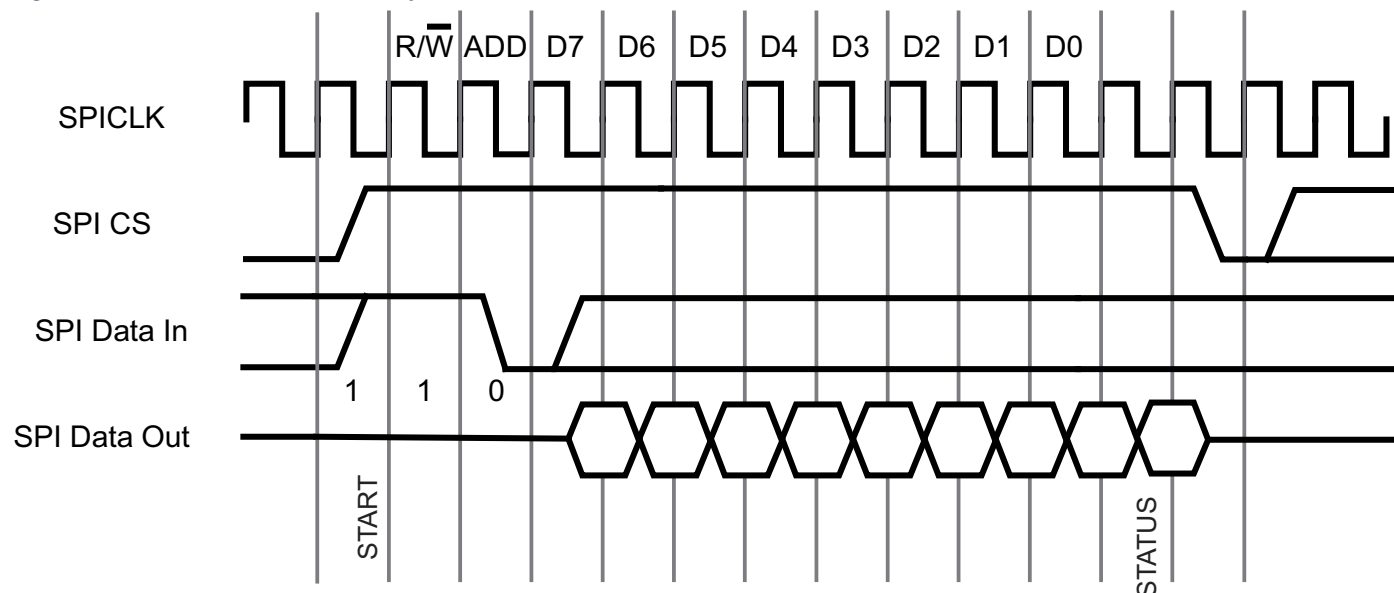 R/W ADD D7 D6 D5 D4 D3 D2 D1 D0
SPICLK
SPI CS
SPI Data In
1 1 0
SPI Data Out
START
STATUS